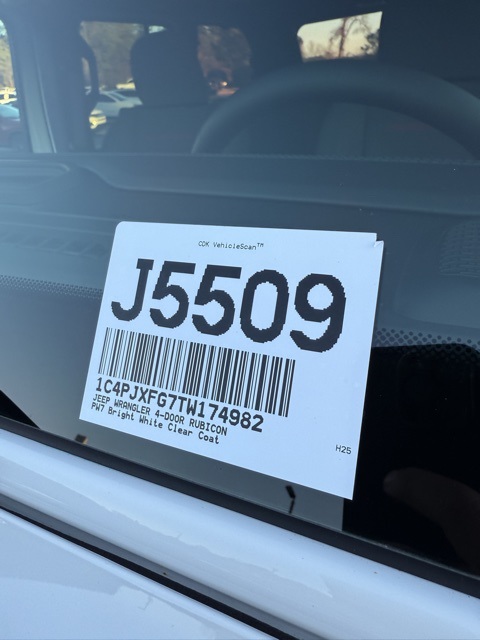 CDK VehicleScan™
J5509
1C4PJXFG7TW174982
JEEP WRANGLER 4-DOOR RUBICON
PW7 Bright White Clear Coat
H25